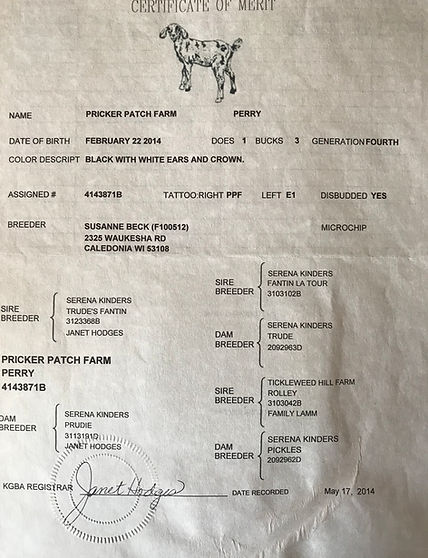 CERTIFICATE OF MERIT
NAME PRICKER PATCH FARM PERRY
DATE OF BIRTH FEBRUARY 22 2014 DOES 1 BUCKS 3 GENERATION FOURTH
COLOR DESCRIPT BLACK WITH WHITE EARS AND CROWN.
ASSIGNED # 4143871B TATTOO:RIGHT PPF LEFT E1 DISBUDDED YES
BREEDER SUSANNE BECK (F100512) MICROCHIP
2325 WAUKESHA RD
CALEDONIA WI 53108
SIRE
BREEDER
SERENA KINDERS
FANTIN LA TOUR
3103102B
SIRE
BREEDER
SERENA KINDERS
TRUDE'S FANTIN
3123368B
JANET HODGES
DAM
BREEDER
SERENA KINDERS
TRUDE
2092963D
PRICKER PATCH FARM
PERRY
4143871B
SIRE
BREEDER
TICKLEWEED HILL FARM
ROLLEY
3103042B
FAMILY LAMM
DAM
BREEDER
SERENA KINDERS
PRUDIE
3113191D
JANET HODGES
DAM
BREEDER
SERENA KINDERS
PICKLES
2092962D
KGBA REGISTRAR Janet Hodges DATE RECORDED May 17, 2014